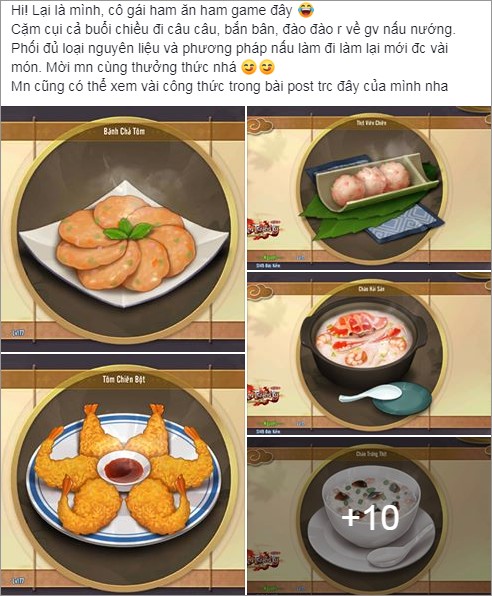 Hi! Lại là mình, cô gái ham ăn ham game đây
Cặm cụi cả buổi chiều đi câu câu, bắn bân, đào đào r về gv nấu nướng.
Phối đủ loại nguyên liệu và phương pháp nấu làm đi làm lại mới đc vài
món. Mời mn cùng thưởng thức nhá
Mn cũng có thể xem vài công thức trong bài post trc đây của mình nha
Bánh Chả Tôm
Thịt Viên Chiên
Cháo Hải Sản
Tôm Chiên Bột
Cháo Trứng Thịt
+10